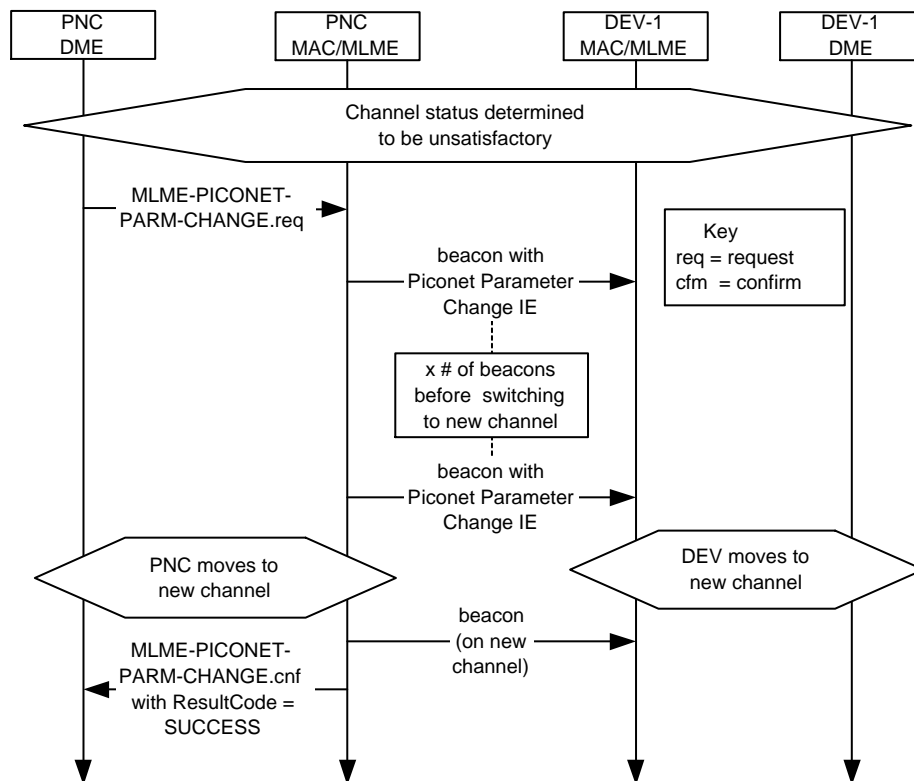 PNC
DME
PNC
MAC/MLME
DEV-1
MAC/MLME
DEV-1
DME
Channel status determined
to be unsatisfactory
MLME-PICONET-
PARM-CHANGE.req
Key
req = request
cfm = confirm
beacon with
Piconet Parameter
Change IE
x # of beacons
before switching
to new channel
beacon with
Piconet Parameter
Change IE
PNC moves to
new channel
DEV moves to
new channel
beacon
(on new
channel)
MLME-PICONET-
PARM-CHANGE.cnf
with ResultCode =
SUCCESS